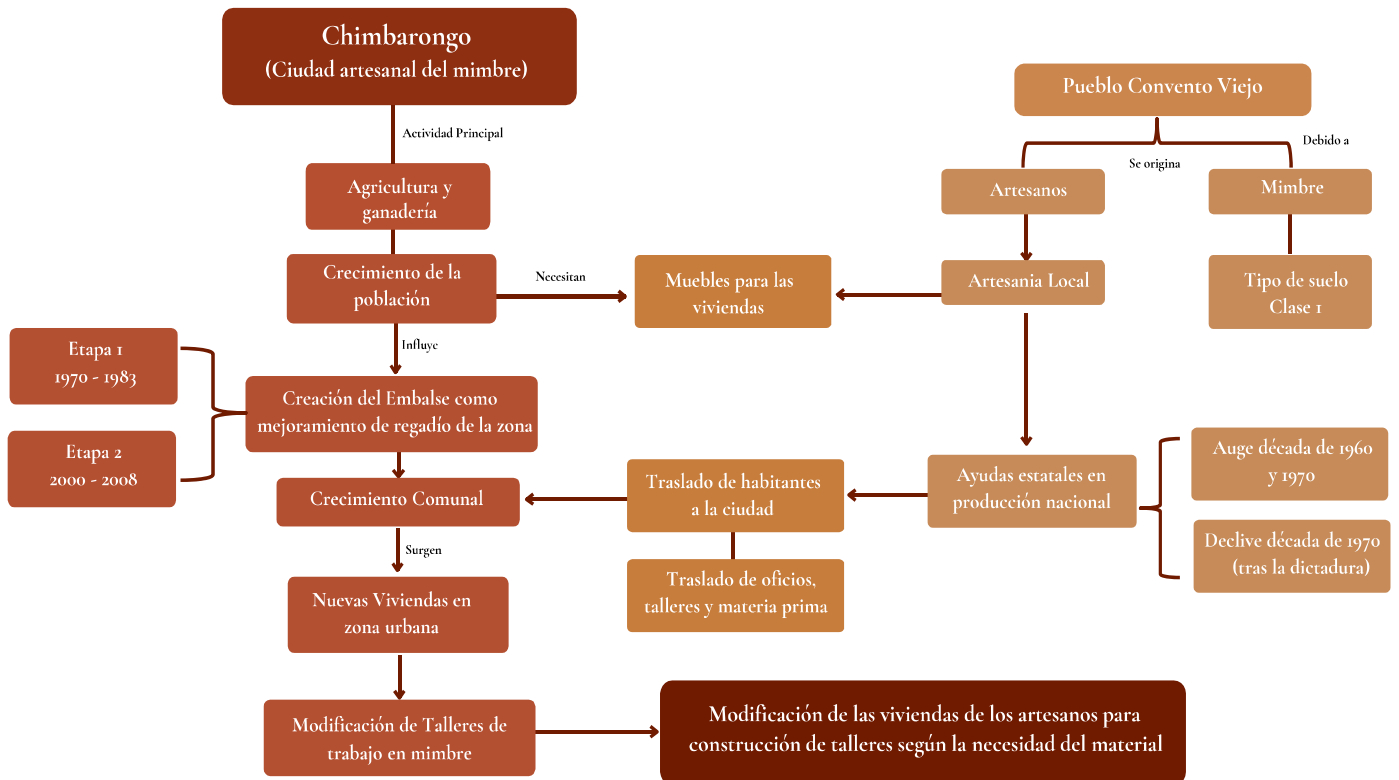 Chimbarongo
(Ciudad artesanal del mimbre)
Actividad Principal
Agricultura y
ganadería
Crecimiento de la
población
Necesitan
Muebles para las
viviendas
Influye
Etapa 1
1970 - 1983
Etapa 2
2000 - 2008
Creación del Embalse como
mejoramiento de regadío de la zona
Crecimiento Comunal
Surgen
Nuevas Viviendas en
zona urbana
Modificación de Talleres de
trabajo en mimbre
Modificación de las viviendas de los artesanos para
construcción de talleres según la necesidad del material
Pueblo Convento Viejo
Se origina
Debido a
Artesanos
Mimbre
Artesania Local
Tipo de suelo
Clase 1
Ayudas estatales en
producción nacional
Auge década de 1960
y 1970
Declive década de 1970
(tras la dictadura)
Traslado de habitantes
a la ciudad
Traslado de oficios,
talleres y materia prima